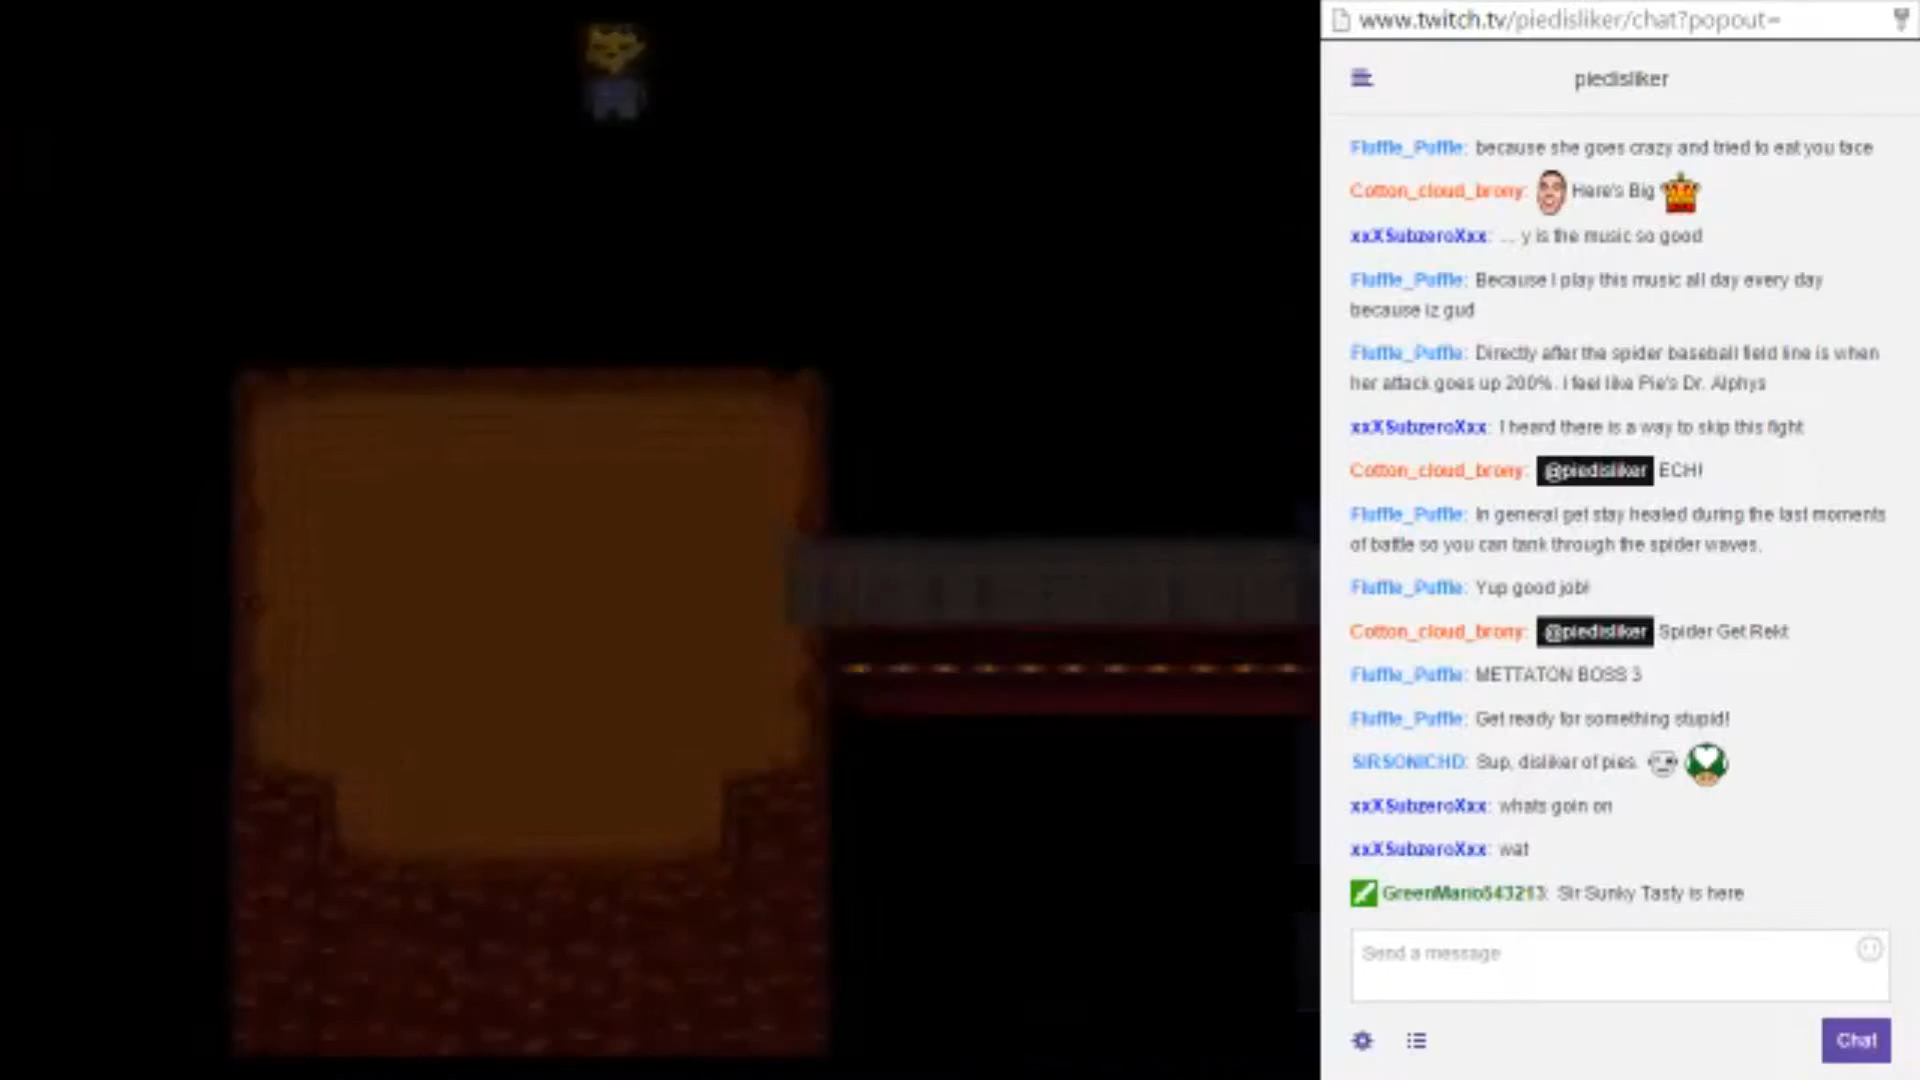 www.twitch.tv/piedisliker/chat?popout=
piedisliker
Fluffle_Puffle: because she goes crazy and tried to eat you face
Cotton_cloud_brony: Here's Big
xxXSubzeroXxx: ... y is the music so good
Fluffle_Puffle: Because I play this music all day every day
because iz gud
Fluffle_Puffle: Directly after the spider baseball field line is when
her attack goes up 200%. I feel like Pie's Dr. Alphys
xxXSubzeroXxx: I heard there is a way to skip this fight
Cotton_cloud_brony: @piedisliker ECH!
Fluffle_Puffle: In general get stay healed during the last moments
of battle so you can tank through the spider waves.
Fluffle_Puffle: Yup good job!
Cotton_cloud_brony: @piedisliker Spider Get Rekt
Fluffle_Puffle: METTATON BOSS 3
Fluffle_Puffle: Get ready for something stupid!
SIRSONICHD: Sup, disliker of pies.
xxXSubzeroXxx: whats goin on
xxXSubzeroXxx: wat
GreenMario543213: Sir Sunky Tasty is here
Send a message
Chat